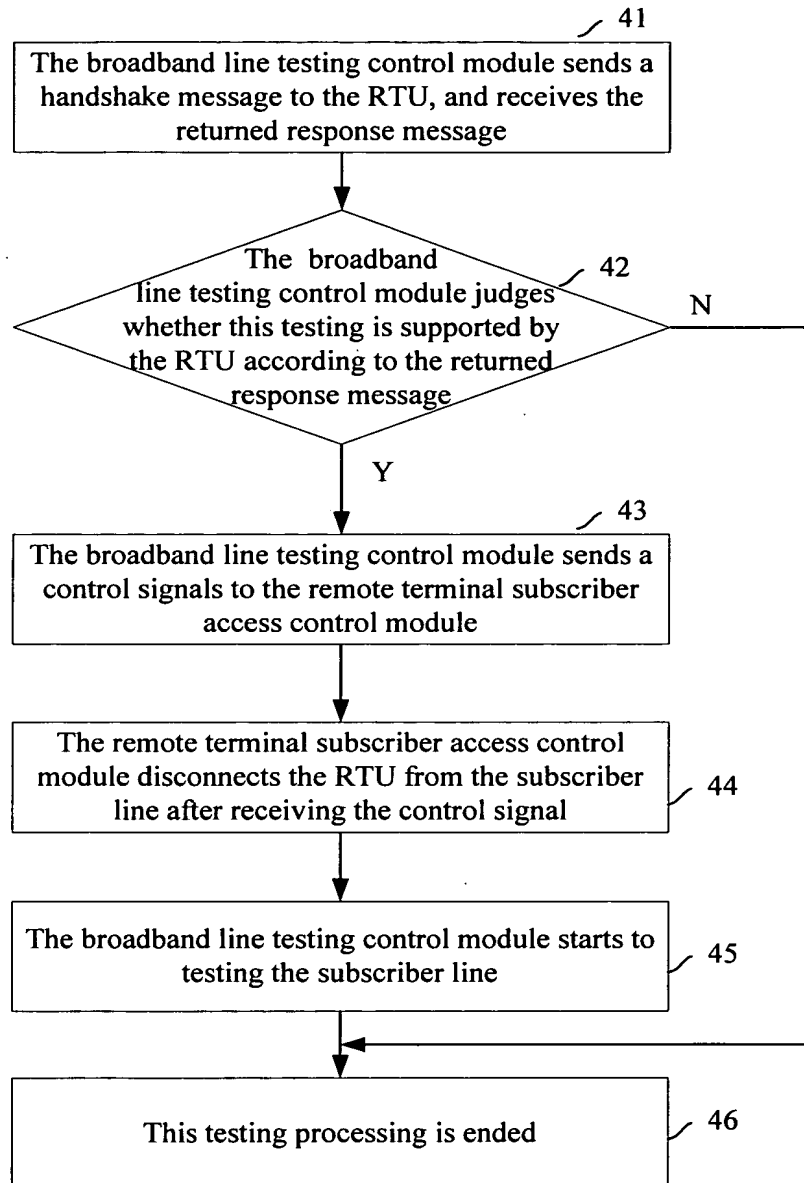 41
The broadband line testing control module sends a
handshake message to the RTU, and receives the
returned response message
The broadband
42
line testing control module judges
N
whether this testing is supported by
the RTU according to the returned
response message
Y
43
The broadband line testing control module sends a
control signals to the remote terminal subscriber
access control module
The remote terminal subscriber access control
module disconnects the RTU from the subscriber
44
line after receiving the control signal
The broadband line testing control module starts to
45
testing the subscriber line
46
This testing processing is ended